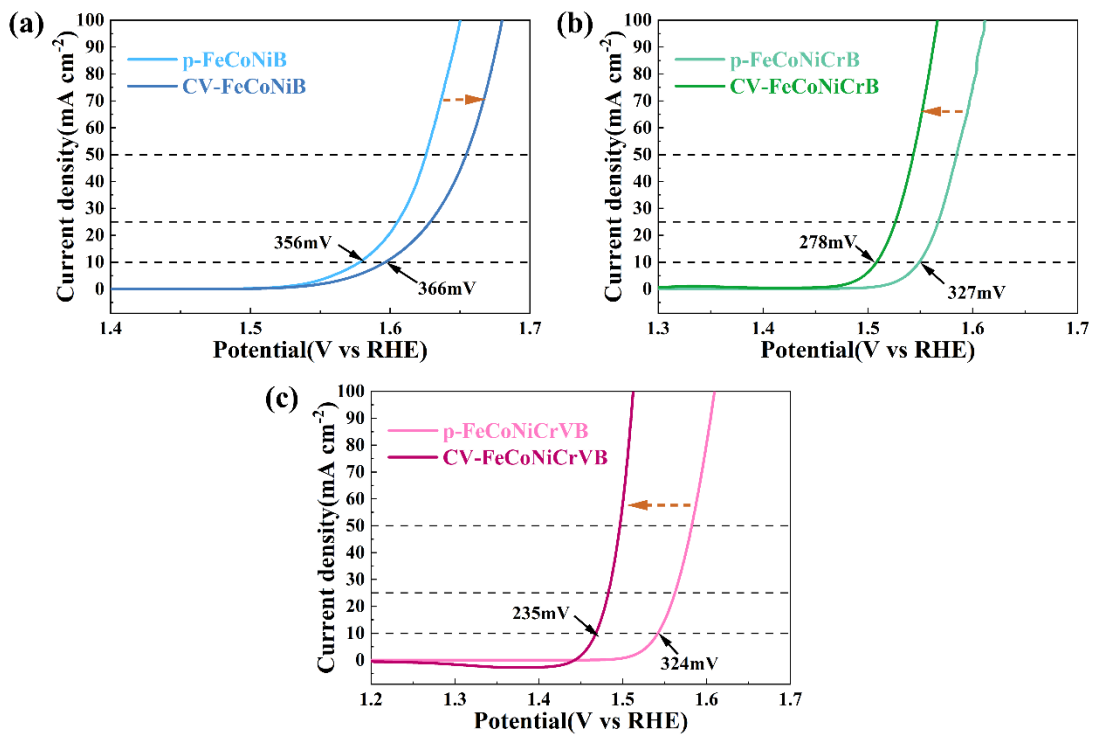 (a)
100
90
80
70
60
50
40
30
20
10
0
Current density(mA cm-2)
p-FeCoNiB
CV-FeCoNiB
356mV
366mV
1.4
1.5
1.6
1.7
Potential(V vs RHE)
(b)
100
90
80
70
60
50
40
30
20
10
0
Current density(mA cm-2)
p-FeCoNiCrB
CV-FeCoNiCrB
278mV
327mV
1.3
1.4
1.5
1.6
1.7
Potential(V vs RHE)
(c)
100
90
80
70
60
50
40
30
20
10
0
Current density(mA cm-2)
p-FeCoNiCrVB
CV-FeCoNiCrVB
235mV
324mV
1.2
1.3
1.4
1.5
1.6
1.7
Potential(V vs RHE)